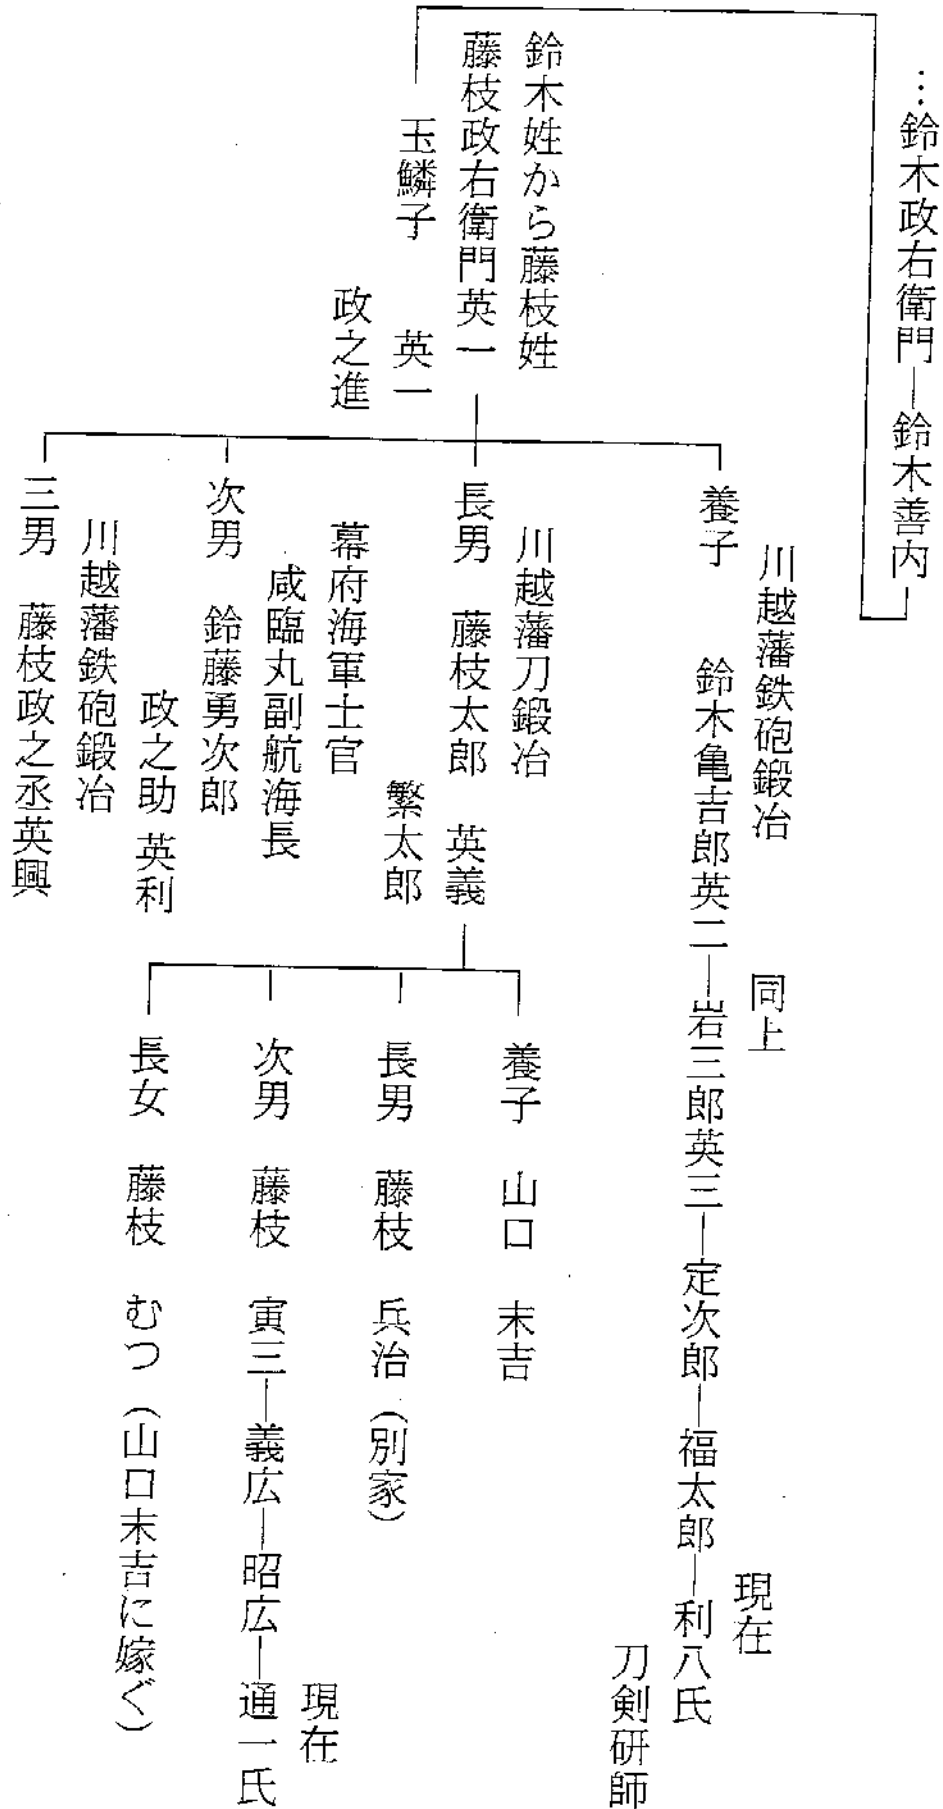 …鈴木政右衛門―鈴木善内
鈴木姓から藤枝姓
藤枝政右衛門英一
玉鱗子 英一
政之進
川越藩鉄砲鍛冶 同上 現在
養子 鈴木亀吉郎英二―岩三郎英三―定次郎―福太郎―利八氏
刀剣研師
川越藩刀鍛冶
長男 藤枝太郎 英義
繁太郎
幕府海軍士官
咸臨丸副航海長
次男 鈴藤勇次郎
政之助 英利
川越藩鉄砲鍛冶
三男 藤枝政之丞英興
養子 山口 末吉
長男 藤枝 兵治(別家)
現在
次男 藤枝 寅三―義広―昭広―通一氏
長女 藤枝 むつ(山口末吉に嫁ぐ)